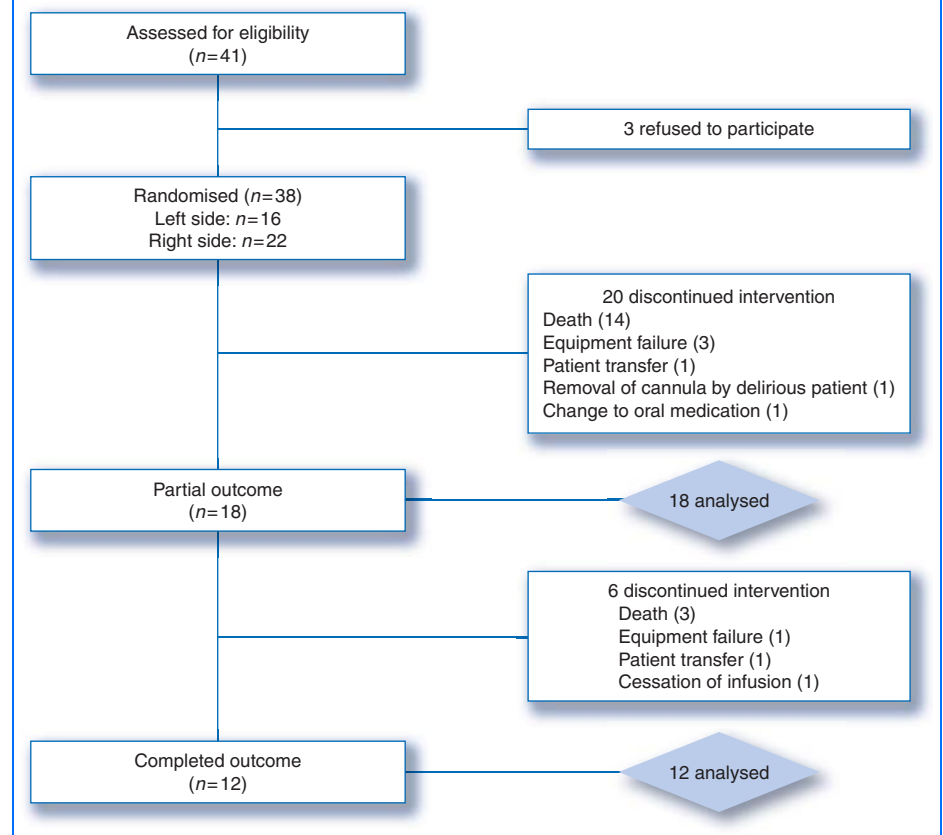 Assessed for eligibility
(n=41)
3 refused to participate
Randomised (n=38)
Left side: n=16
Right side: n=22
20 discontinued intervention
Death (14)
Equipment failure (3)
Patient transfer (1)
Removal of cannula by delirious patient (1)
Change to oral medication (1)
Partial outcome
(n=18)
18 analysed
6 discontinued intervention
Death (3)
Equipment failure (1)
Patient transfer (1)
Cessation of infusion (1)
Completed outcome
(n=12)
12 analysed